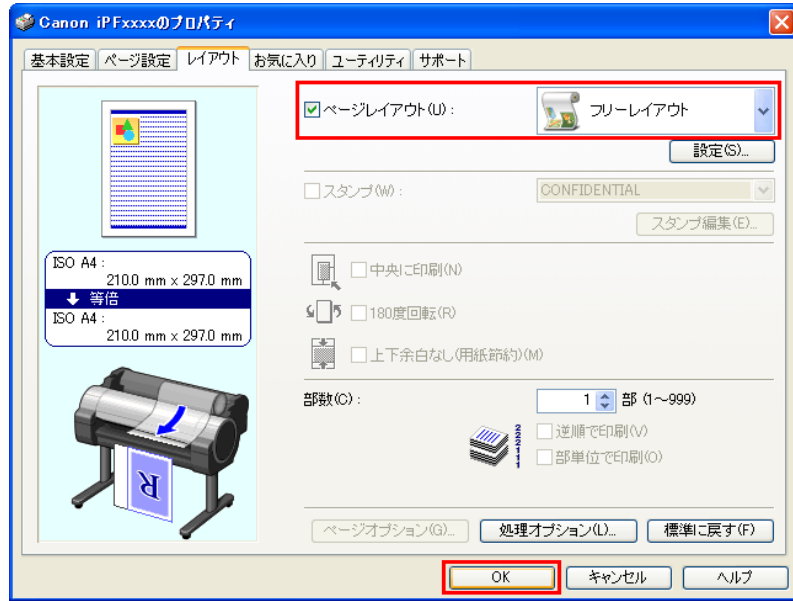 Canon iPFxxxxのプロパティ
基本設定 ページ設定 レイアウト お気に入り ユーティリティ サポート
ページレイアウト(U) : フリーレイアウト
設定(S)...
スタンプ(W) : CONFIDENTIAL
スタンプ編集(E)...
ISO A4 :
210.0 mm x 297.0 mm
等倍
ISO A4 :
210.0 mm x 297.0 mm
中央に印刷(N)
180度回転(R)
上下余白なし(用紙節約)(M)
部数(C) : 1 部 (1～999)
逆順で印刷(V)
部単位で印刷(O)
2
2
2
1
1
1
R
ページオプション(G)... 処理オプション(L)... 標準に戻す(F)
OK キャンセル ヘルプ